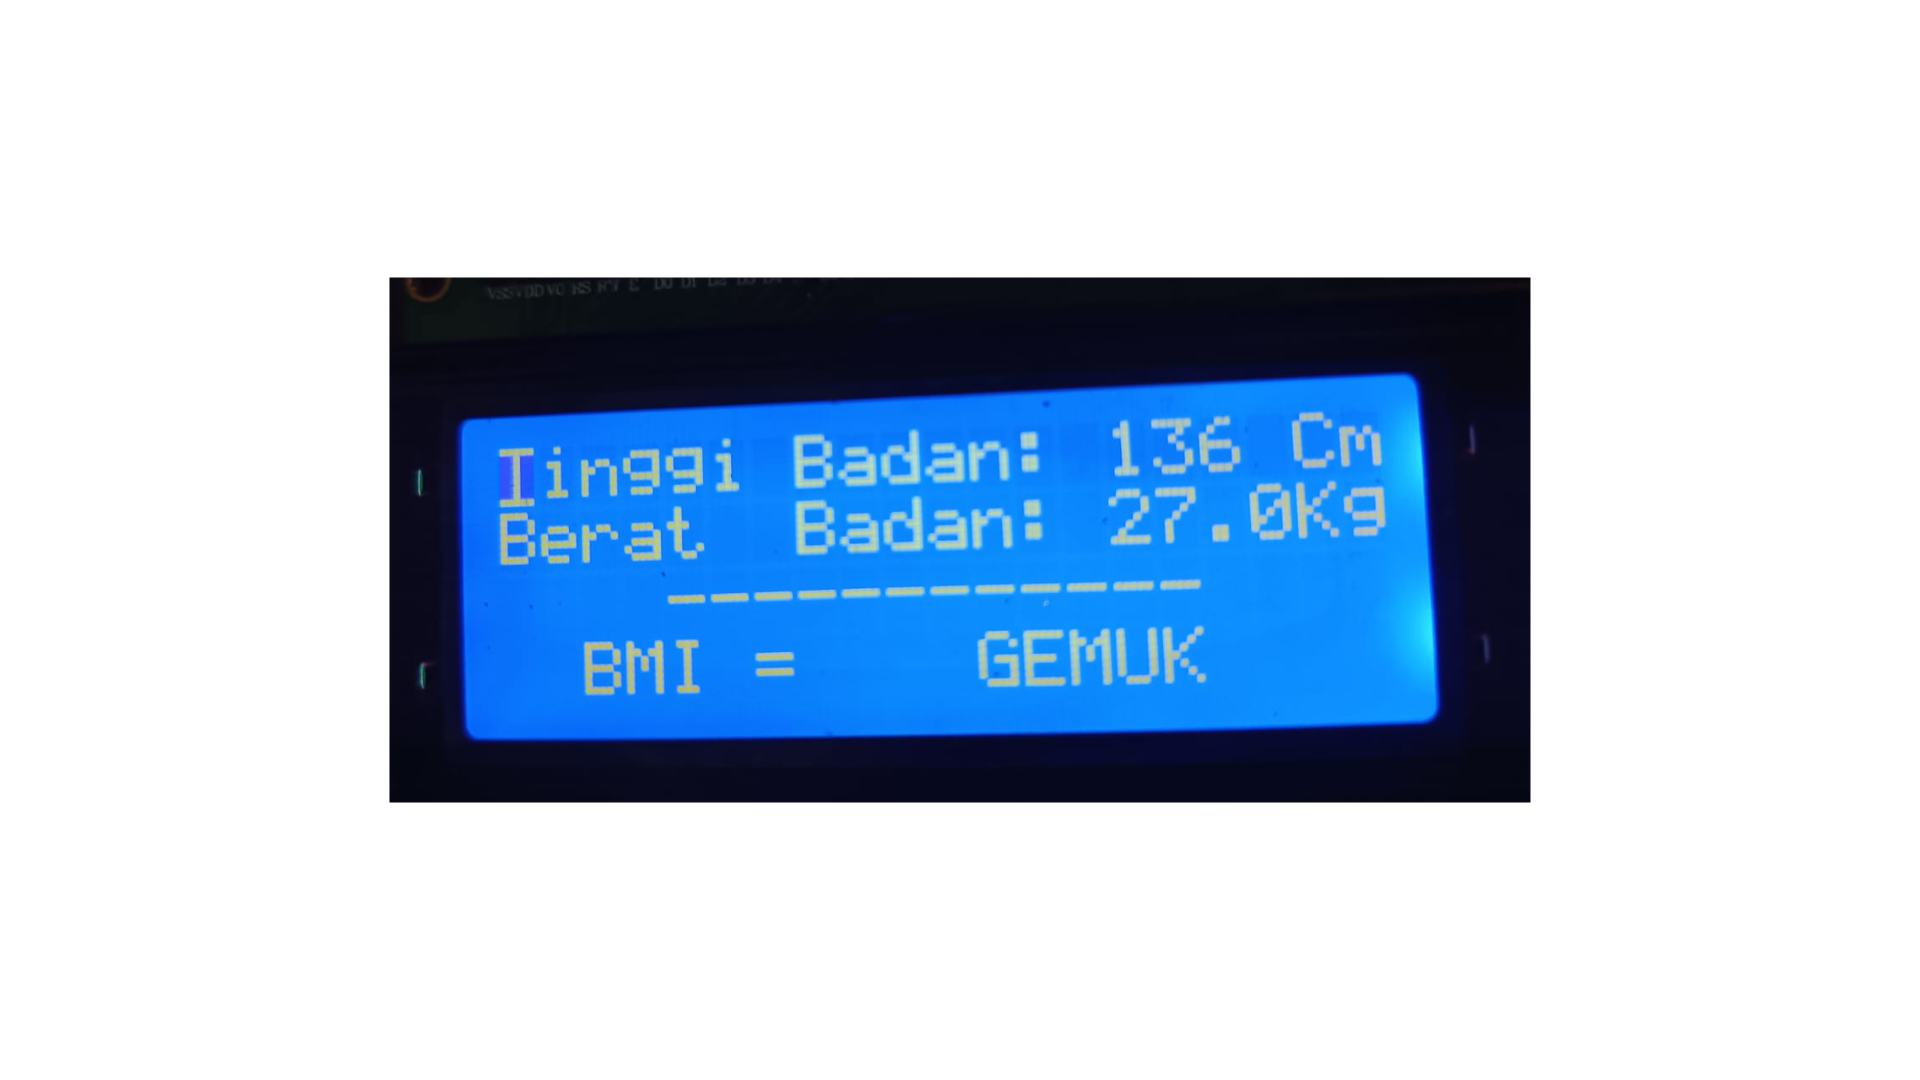 Tinggi Badan: 136 Cm
Berat Badan: 27.0Kg
------------
BMI = GEMUK